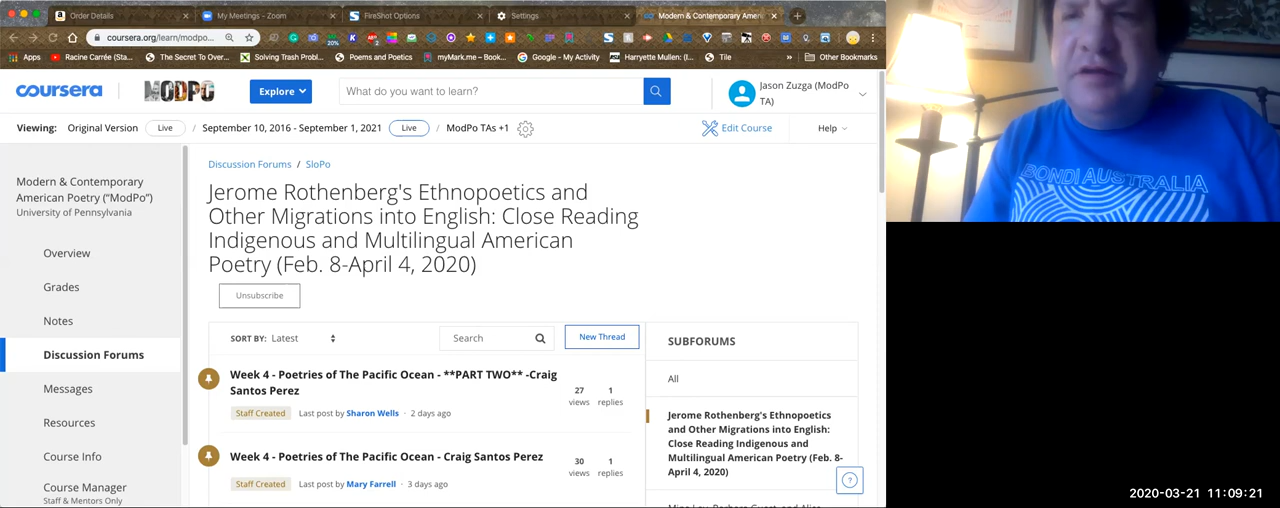 Order Details
My Meetings - Zoom
FireShot Options
Settings
Modern & Contemporary Ameri
coursera.org/learn/modpo...
Apps
Racine Carrée (Sta...
The Secret To Over...
Solving Trash Probl...
Poems and Poetics
myMark.me – Book...
Google - My Activity
Harryette Mullen: (I...
Tile
»
Other Bookmarks
coursera
MODPO
Explore
What do you want to learn?
Jason Zuzga (ModPo
TA)
Viewing: Original Version Live / September 10, 2016 - September 1, 2021 Live / ModPo TAs +1
Edit Course
Help
Modern & Contemporary
American Poetry (“ModPo”)
University of Pennsylvania
Overview
Grades
Notes
Discussion Forums
Messages
Resources
Course Info
Course Manager
Staff & Mentors Only
Discussion Forums / SloPo
Jerome Rothenberg's Ethnopoetics and
Other Migrations into English: Close Reading
Indigenous and Multilingual American
Poetry (Feb. 8-April 4, 2020)
Unsubscribe
SORT BY: Latest
Search
New Thread
Week 4 - Poetries of The Pacific Ocean - **PART TWO** -Craig
Santos Perez
27
views
1
replies
Staff Created Last post by Sharon Wells · 2 days ago
Week 4 - Poetries of The Pacific Ocean - Craig Santos Perez
30
views
1
replies
Staff Created Last post by Mary Farrell · 3 days ago
SUBFORUMS
All
Jerome Rothenberg's Ethnopoetics
and Other Migrations into English:
Close Reading Indigenous and
Multilingual American Poetry (Feb. 8-
April 4, 2020)
Mina Loy, Barbara Guest, and Alice
?
BONDI AUSTRALIA
2020-03-21 11:09:21